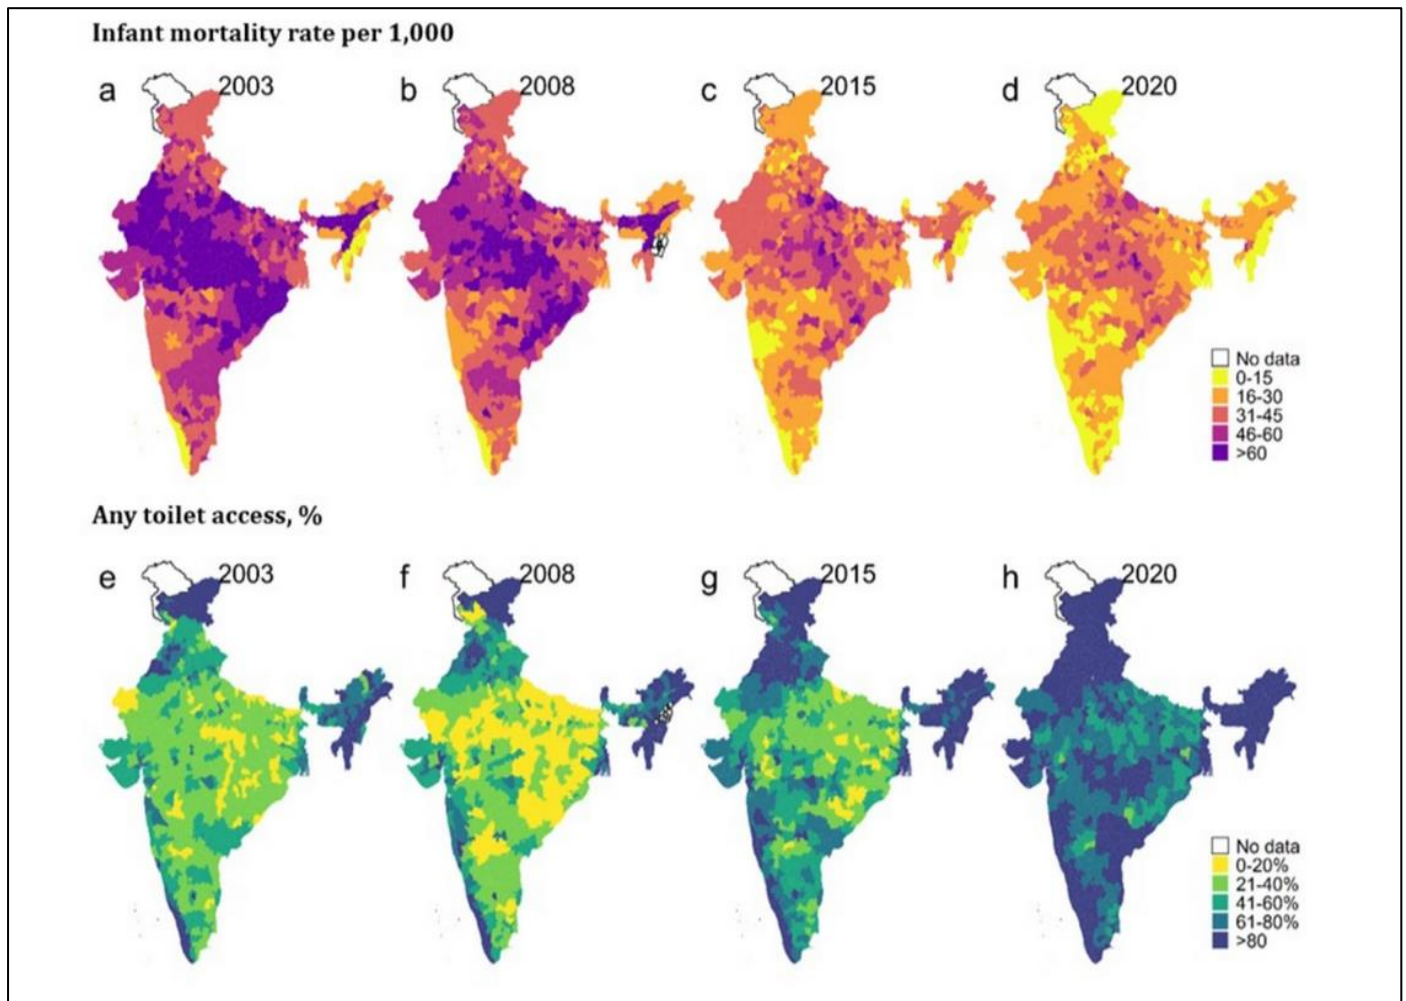 Infant mortality rate per 1,000
a 2003 b 2008 c 2015 d 2020
No data
0-15
16-30
31-45
46-60
>60
Any toilet access, %
e 2003 f 2008 g 2015 h 2020
No data
0-20%
21-40%
41-60%
61-80%
>80